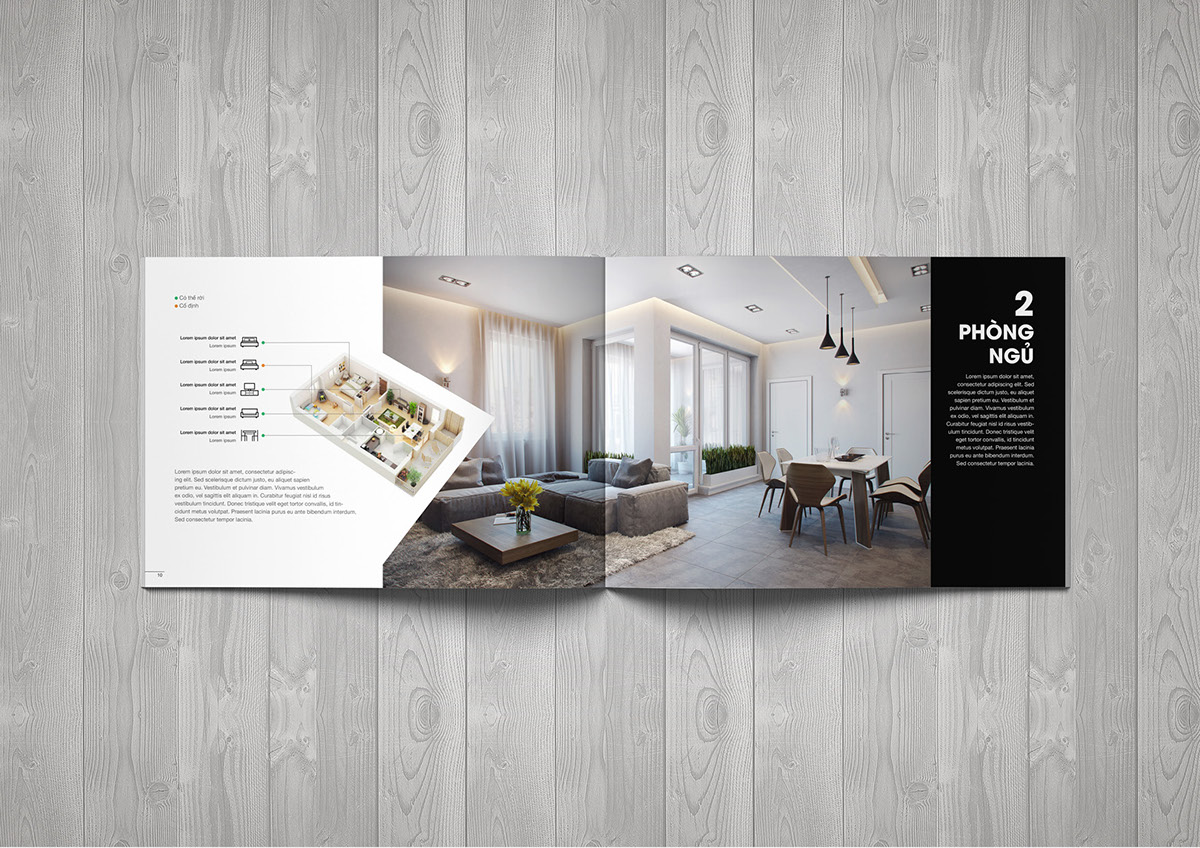 Có thể rời
Cố định
Lorem ipsum dolor sit amet
Lorem ipsum
Lorem ipsum dolor sit amet
Lorem ipsum
Lorem ipsum dolor sit amet
Lorem ipsum
Lorem ipsum dolor sit amet
Lorem ipsum
Lorem ipsum dolor sit amet
Lorem ipsum
Lorem ipsum dolor sit amet, consectetur adipisc-
ing elit. Sed scelerisque dictum justo, eu aliquam sapien
pretium eu. Vestibulum et pulvinar diam. Vivamus vestibulum
ex odio, vel sagittis elit aliquam in. Curabitur feugiat nisl id risus
vestibulum tincidunt. Donec tristique velit eget tortor convallis, id tin-
cidunt metus volutpat. Praesent lacinia purus eu ante bibendum interdum.
Sed consectetur tempor lacinia.
16
2
PHÒNG
NGỦ
Lorem ipsum dolor sit amet,
consectetur adipiscing elit. Sed
scelerisque dictum justo, eu aliquam
sapien pretium eu. Vestibulum et
pulvinar diam. Vivamus vestibulum
ex odio, vel sagittis elit aliquam in.
Curabitur feugiat nisl id risus vestib-
ulum tincidunt. Donec tristique velit
eget tortor convallis, id tincidunt
metus volutpat. Praesent lacinia
purus eu ante bibendum interdum.
Sed consectetur tempor lacinia.